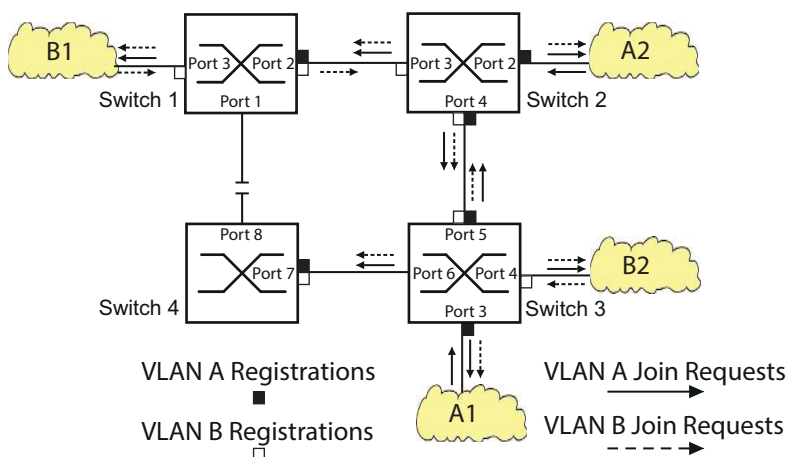 B1
Port 3
Port 2
Port 1
Switch 1
Port 3
Port 2
Port 4
Switch 2
A2
Port 8
Port 7
Switch 4
Port 5
Port 6
Port 4
Port 3
Switch 3
B2
A1
VLAN A Registrations
VLAN B Registrations
VLAN A Join Requests
VLAN B Join Requests